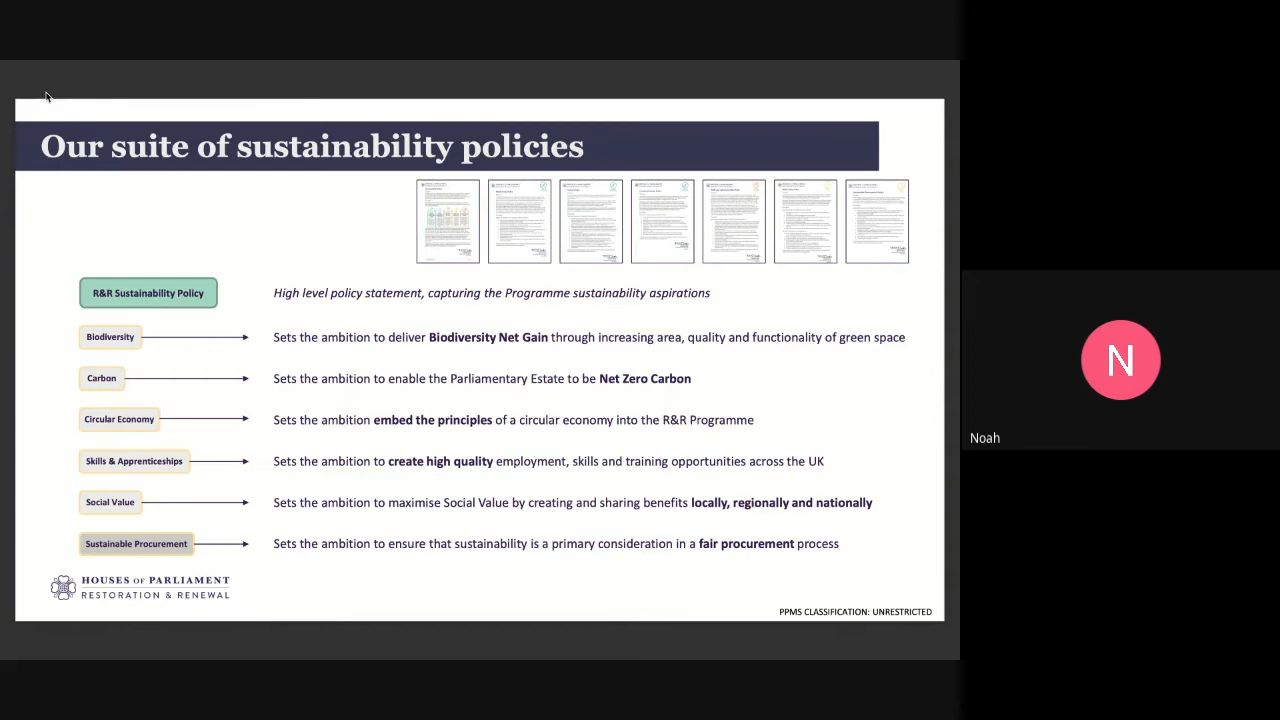 Our suite of sustainability policies
R&R Sustainability Policy
High level policy statement, capturing the Programme sustainability aspirations
Biodiversity
Sets the ambition to deliver Biodiversity Net Gain through increasing area, quality and functionality of green space
Carbon
Sets the ambition to enable the Parliamentary Estate to be Net Zero Carbon
Circular Economy
Sets the ambition embed the principles of a circular economy into the R&R Programme
Skills & Apprenticeships
Sets the ambition to create high quality employment, skills and training opportunities across the UK
Social Value
Sets the ambition to maximise Social Value by creating and sharing benefits locally, regionally and nationally
Sustainable Procurement
Sets the ambition to ensure that sustainability is a primary consideration in a fair procurement process
HOUSES OF PARLIAMENT
RESTORATION & RENEWAL
PPMS CLASSIFICATION: UNRESTRICTED
N
Noah